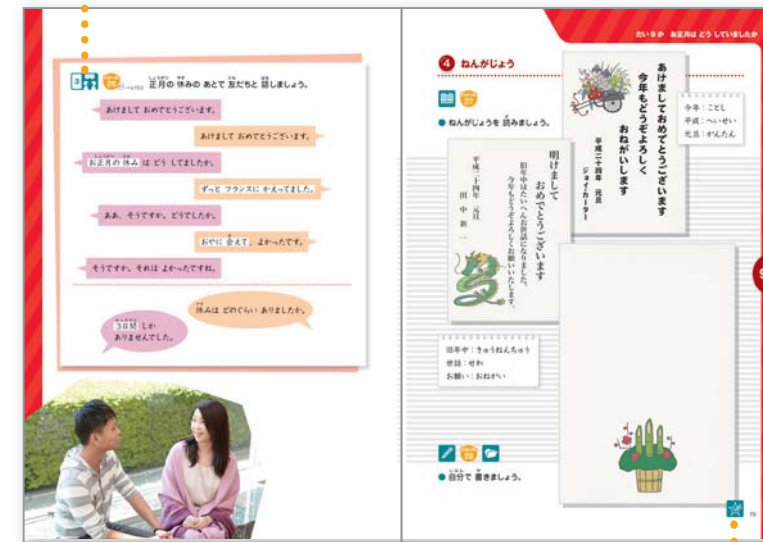 3
正月の 休みの あとで 友だちと 話しましょう。
あけまして おめでとうございます。
あけまして おめでとうございます。
お正月の 休み は どう してましたか。
ずっと フランスに かえってました。
ああ、そうですか。どうでしたか。
おやに 会えて、よかったです。
そうですか。それは よかったですね。
休みは どのぐらい ありましたか。
3日間 しか
ありませんでした。
78
だい9か お正月は どう していましたか
4 ねんがじょう
27
● ねんがじょうを 読みましょう。
あけましておめでとうございます
今年もどうぞよろしく
おねがいします
平成二十四年 元旦
ジョイ・カーター
今年：ことし
平成：へいせい
元旦：がんたん
明けまして
おめでとうございます
旧年中はたいへんお世話になりました。
今年もどうぞよろしくお願いいたします。
平成二十四年 元旦
田中新一
旧年中：きゅうねんちゅう
世話：せわ
お願い：おねがい
28
● 自分で 書きましょう。
79
9